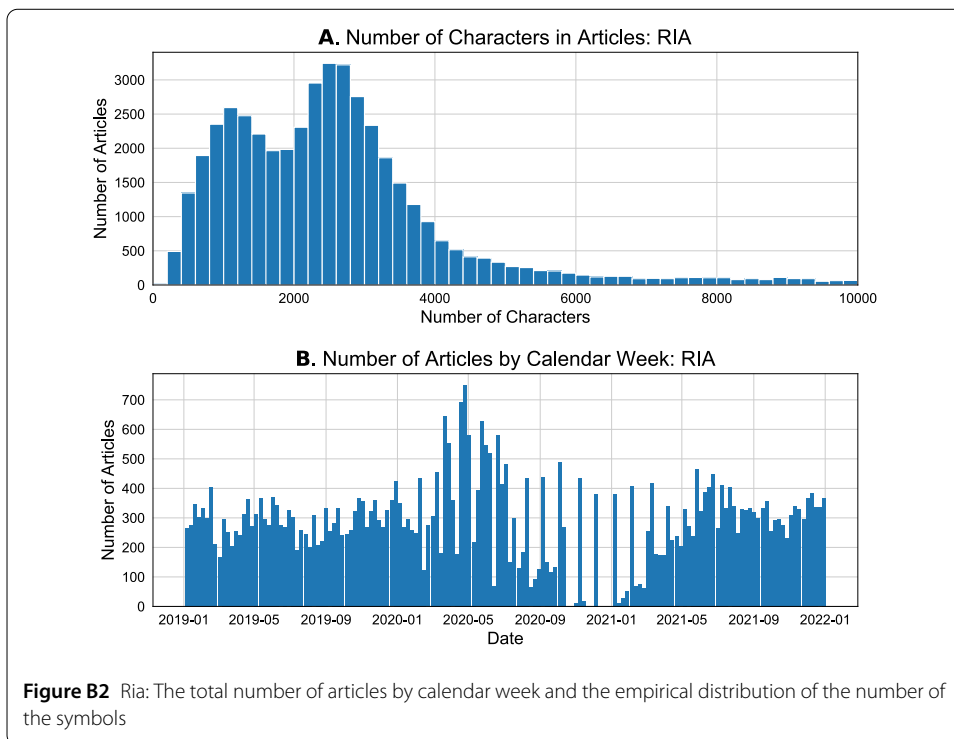 A. Number of Characters in Articles: RIA
Number of Articles
3000
2500
2000
1500
1000
500
0
0 2000 4000 6000 8000 10000
Number of Characters
B. Number of Articles by Calendar Week: RIA
Number of Articles
700
600
500
400
300
200
100
0
2019-01 2019-05 2019-09 2020-01 2020-05 2020-09 2021-01 2021-05 2021-09 2022-01
Date
Figure B2 Ria: The total number of articles by calendar week and the empirical distribution of the number of
the symbols